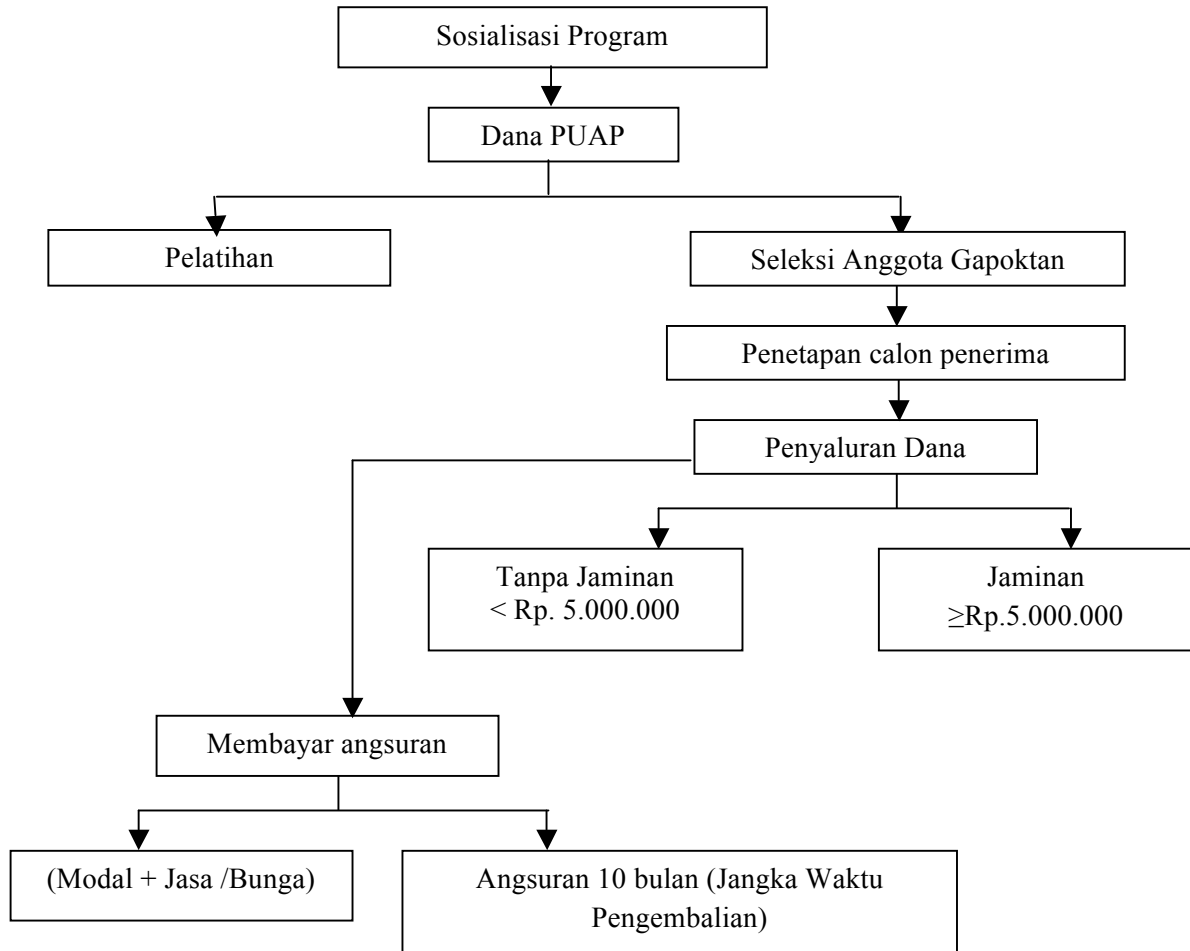 Sosialisasi Program
Dana PUAP
Pelatihan
Seleksi Anggota Gapoktan
Penetapan calon penerima
Penyaluran Dana
Tanpa Jaminan
< Rp. 5.000.000
Jaminan
≥Rp.5.000.000
Membayar angsuran
(Modal + Jasa /Bunga)
Angsuran 10 bulan (Jangka Waktu
Pengembalian)